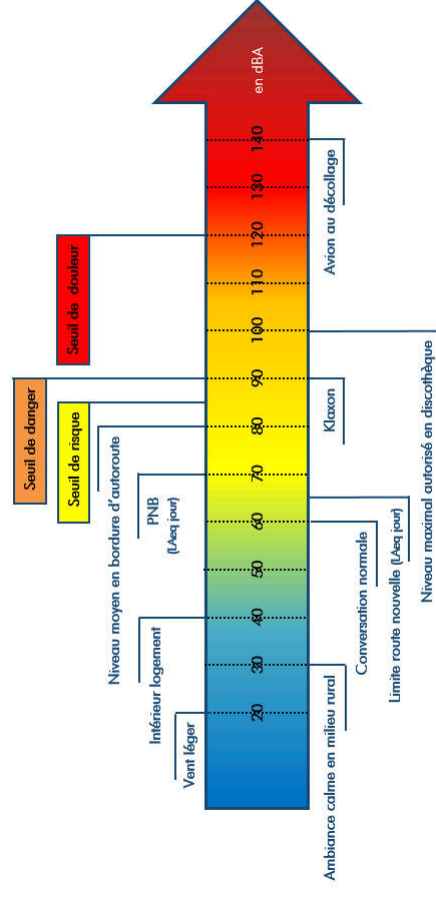 Seuil de danger
Seuil de risque
Seuil de douleur
Niveau moyen en bordure d'autoroute
PNB
(LAeq jour)
Intérieur logement
Vent léger
20 30 40 50 60 70 80 90 100 110 120 130 140 en dBA
Ambiance calme en milieu rural
Conversation normale
Limite route nouvelle (LAeq jour)
Klaxon
Niveau maximal autorisé en discothèque
Avion au décollage